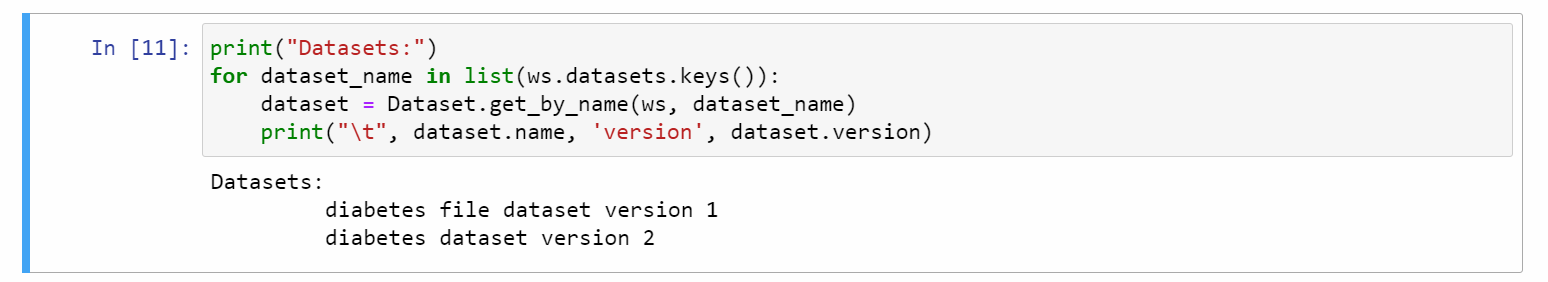 In [11]: print("Datasets:")
for dataset_name in list(ws.datasets.keys()):
    dataset = Dataset.get_by_name(ws, dataset_name)
    print("\t", dataset.name, 'version', dataset.version)
Datasets:
         diabetes file dataset version 1
         diabetes dataset version 2